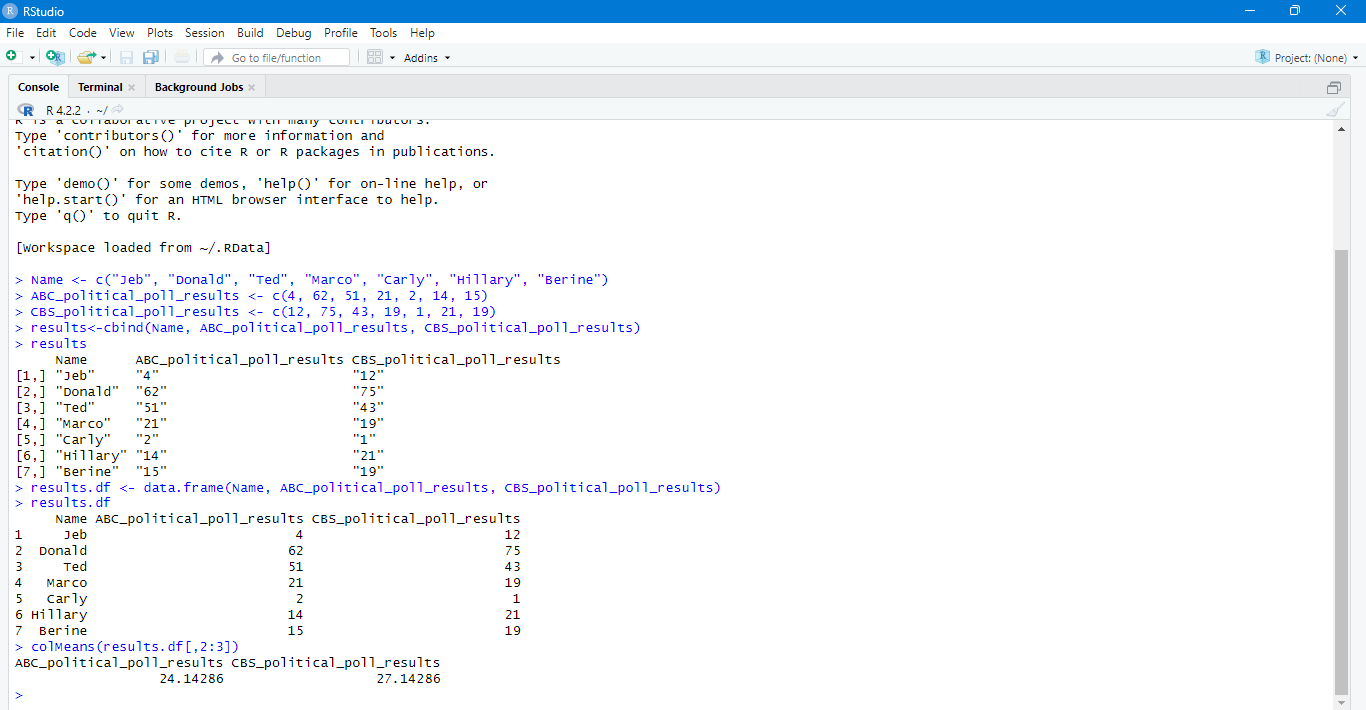 RStudio
File Edit Code View Plots Session Build Debug Profile Tools Help
Go to file/function Addins Project: (None)
Console Terminal Background Jobs
R 4.2.2 · ~/
R is a collaborative project with many contributors.
Type 'contributors()' for more information and
'citation()' on how to cite R or R packages in publications.
Type 'demo()' for some demos, 'help()' for on-line help, or
'help.start()' for an HTML browser interface to help.
Type 'q()' to quit R.
[Workspace loaded from ~/.RData]
> Name <- c("Jeb", "Donald", "Ted", "Marco", "Carly", "Hillary", "Berine")
> ABC_political_poll_results <- c(4, 62, 51, 21, 2, 14, 15)
> CBS_political_poll_results <- c(12, 75, 43, 19, 1, 21, 19)
> results<-cbind(Name, ABC_political_poll_results, CBS_political_poll_results)
> results
Name ABC_political_poll_results CBS_political_poll_results
[1,] "Jeb" "4" "12"
[2,] "Donald" "62" "75"
[3,] "Ted" "51" "43"
[4,] "Marco" "21" "19"
[5,] "Carly" "2" "1"
[6,] "Hillary" "14" "21"
[7,] "Berine" "15" "19"
> results.df <- data.frame(Name, ABC_political_poll_results, CBS_political_poll_results)
> results.df
Name ABC_political_poll_results CBS_political_poll_results
1 Jeb 4 12
2 Donald 62 75
3 Ted 51 43
4 Marco 21 19
5 Carly 2 1
6 Hillary 14 21
7 Berine 15 19
> colMeans(results.df[,2:3])
ABC_political_poll_results CBS_political_poll_results
24.14286 27.14286
>